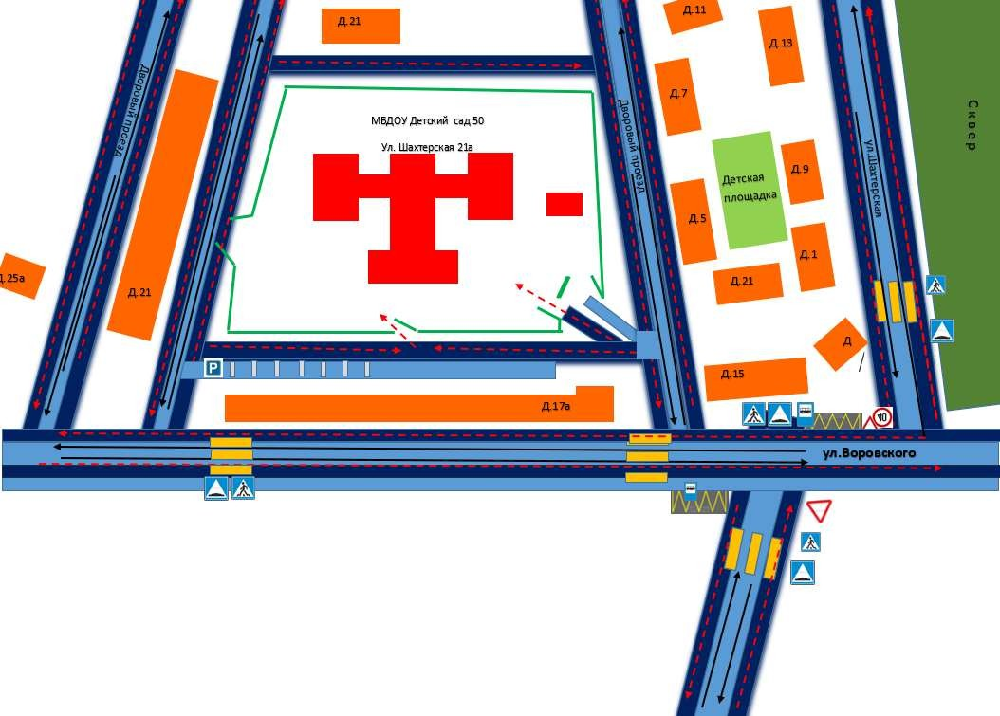 Д.21
Д.11
Д.13
Дворовый проезд
Д.7
Дворовый проезд
Сквер
МБДОУ Детский сад 50
Ул. Шахтерская 21а
ул.Шахтерская
Детская
площадка
Д.9
Д.5
Д.1
Д.25а
Д.21
Д.21
Д
/
Р
Д.15
Д.17а
40
ул.Воровского